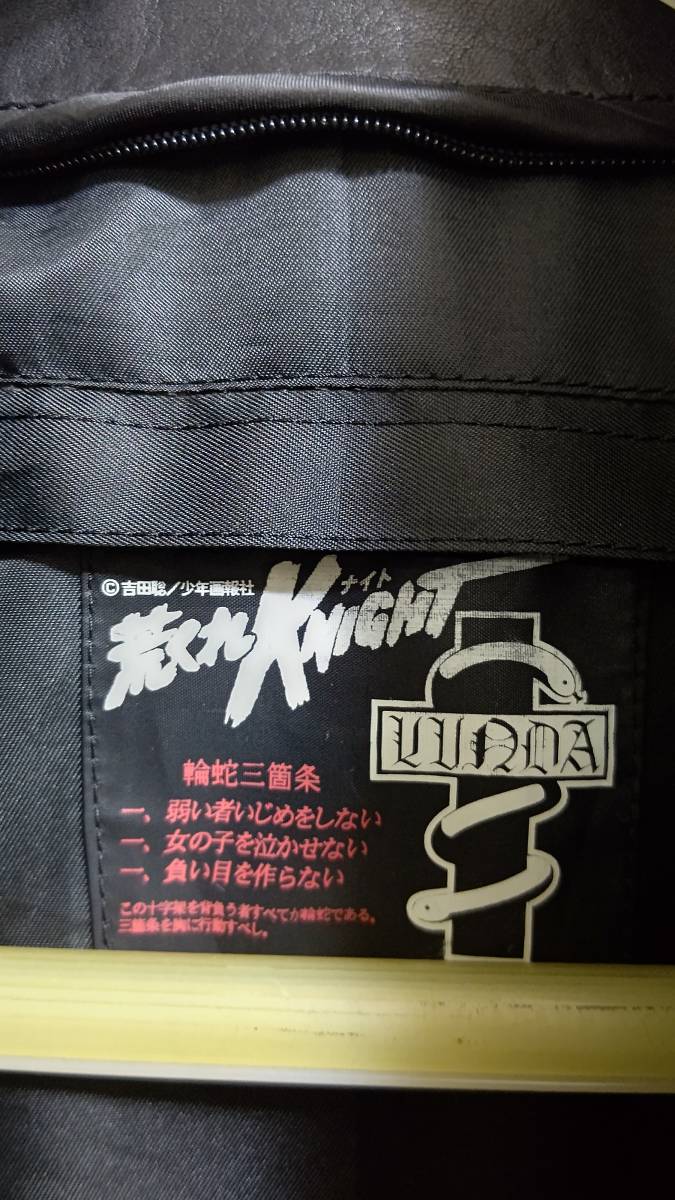 ©吉田聡／少年画報社
ナイト
荒くれKNIGHT
LUNDA
輪蛇三箇条
一，弱い者いじめをしない
一，女の子を泣かせない
一，負い目を作らない
この十字架を背負う者すべてが輪蛇である。
三箇条を胸に行動すべし。